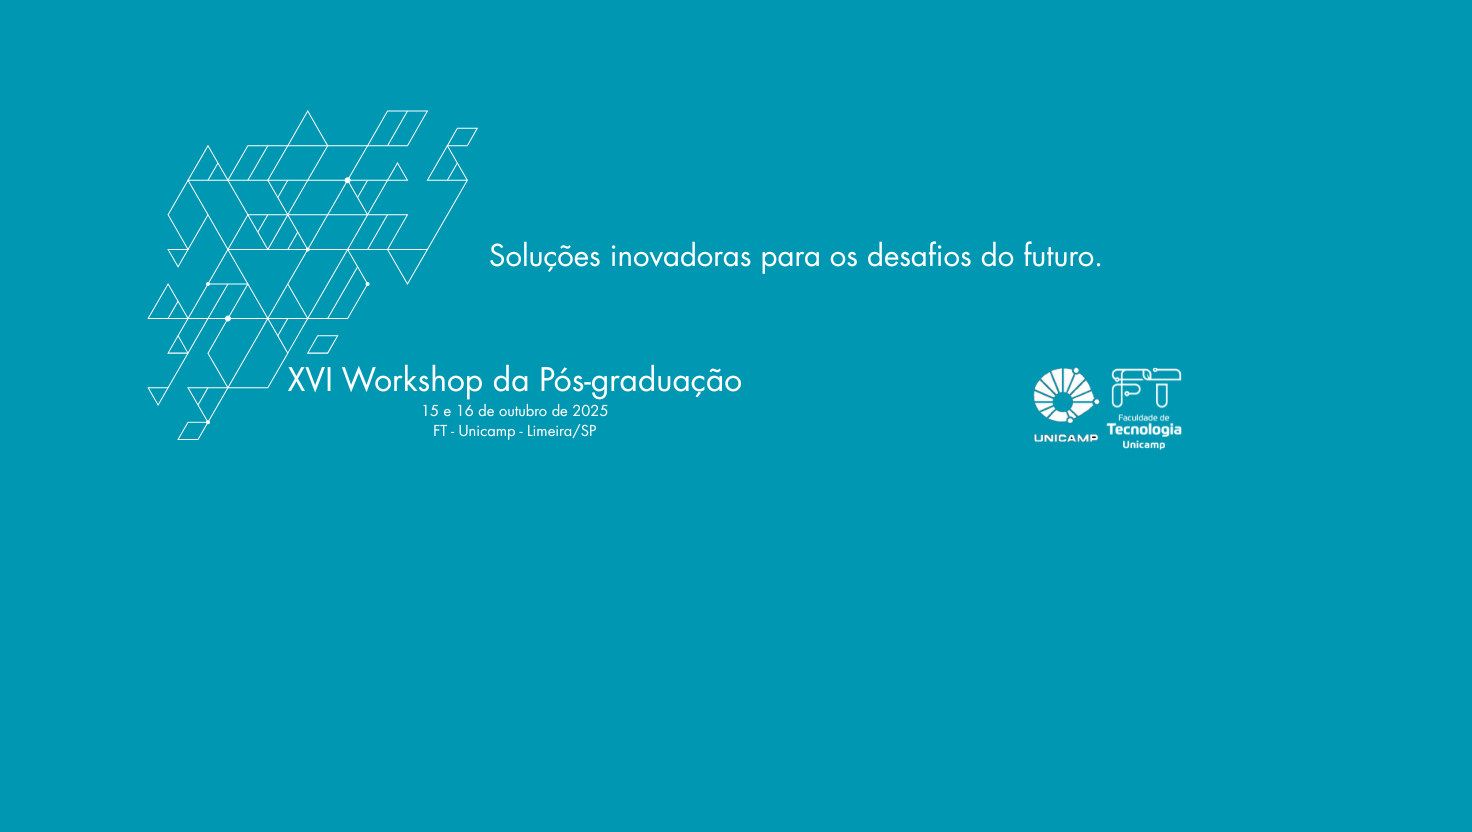 Soluções inovadoras para os desafios do futuro.
XVI Workshop da Pós-graduação
15 e 16 de outubro de 2025
FT - Unicamp - Limeira/SP
UNICAMP
FT
Faculdade de
Tecnologia
Unicamp